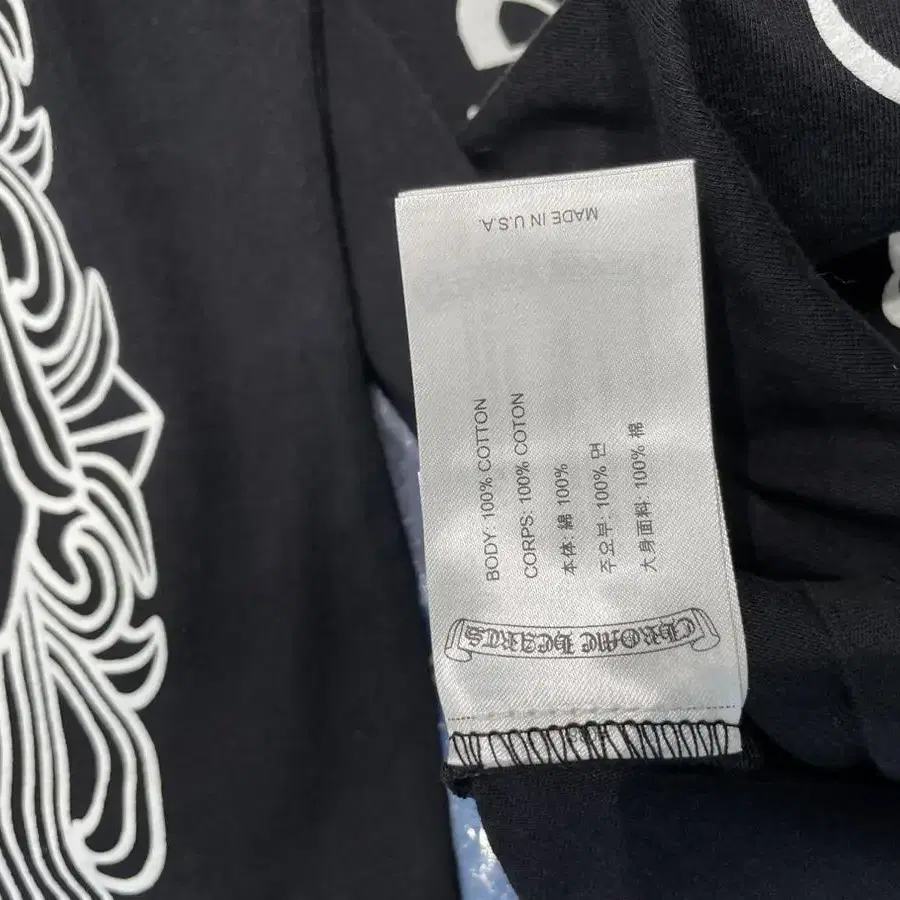 MADE IN U.S.A.
BODY: 100% COTTON
CORPS: 100% COTON
本体: 綿 100%
주요부: 100% 면
大身面料: 100% 棉
CHROME HEARTS